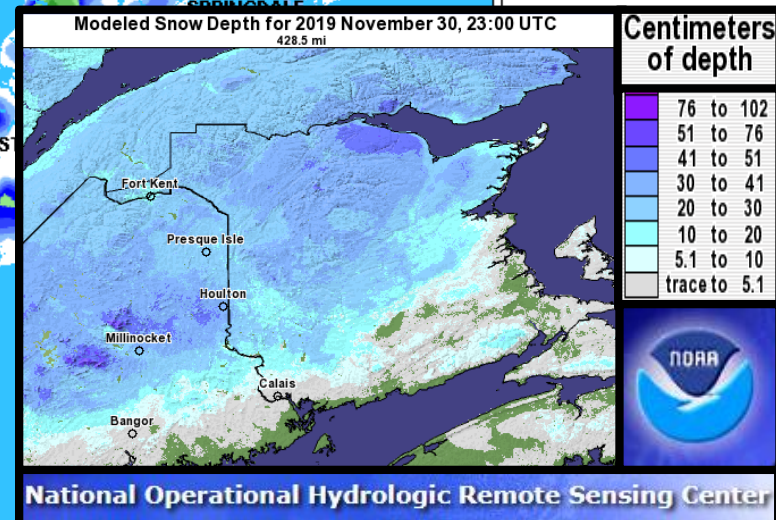 SPRINGDALE
Modeled Snow Depth for 2019 November 30, 23:00 UTC
428.5 mi
Centimeters
of depth
76 to 102
51 to 76
41 to 51
30 to 41
20 to 30
10 to 20
5.1 to 10
trace to 5.1
ST
Fort Kent
Presque Isle
Houlton
Millinocket
Calais
Bangor
NOAA
National Operational Hydrologic Remote Sensing Center